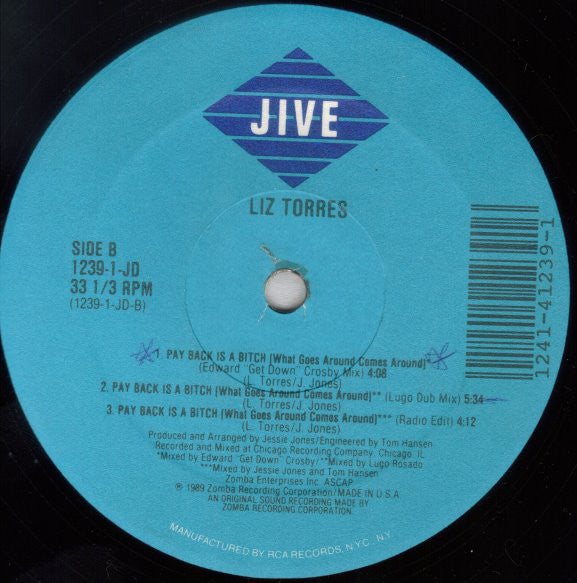 JIVE
LIZ TORRES
SIDE B
1239-1-JD
33 1/3 RPM
(1239-1-JD-B)
1241-41239-1
1. PAY BACK IS A BITCH (What Goes Around Comes Around)*
(Edward "Get Down" Crosby Mix) 4:08
(L. Torres/J. Jones)
2. PAY BACK IS A BITCH (What Goes Around Comes Around)** (Lugo Dub Mix) 5:34
(L. Torres/J. Jones)
3. PAY BACK IS A BITCH (What Goes Around Comes Around)*** (Radio Edit) 4:12
(L. Torres/J. Jones)
Produced and Arranged by Jessie Jones/Engineered by Tom Hansen
Recorded and Mixed at Chicago Recording Company. Chicago. IL
*Mixed by Edward "Get Down" Crosby/**Mixed by Lugo Rosado
***Mixed by Jessie Jones and Tom Hansen
Zomba Enterprises Inc. ASCAP
℗ 1989 Zomba Recording Corporation/MADE IN U.S.A.
AN ORIGINAL SOUND RECORDING MADE BY
ZOMBA RECORDING CORPORATION.
MANUFACTURED BY RCA RECORDS, N.Y.C., N.Y.